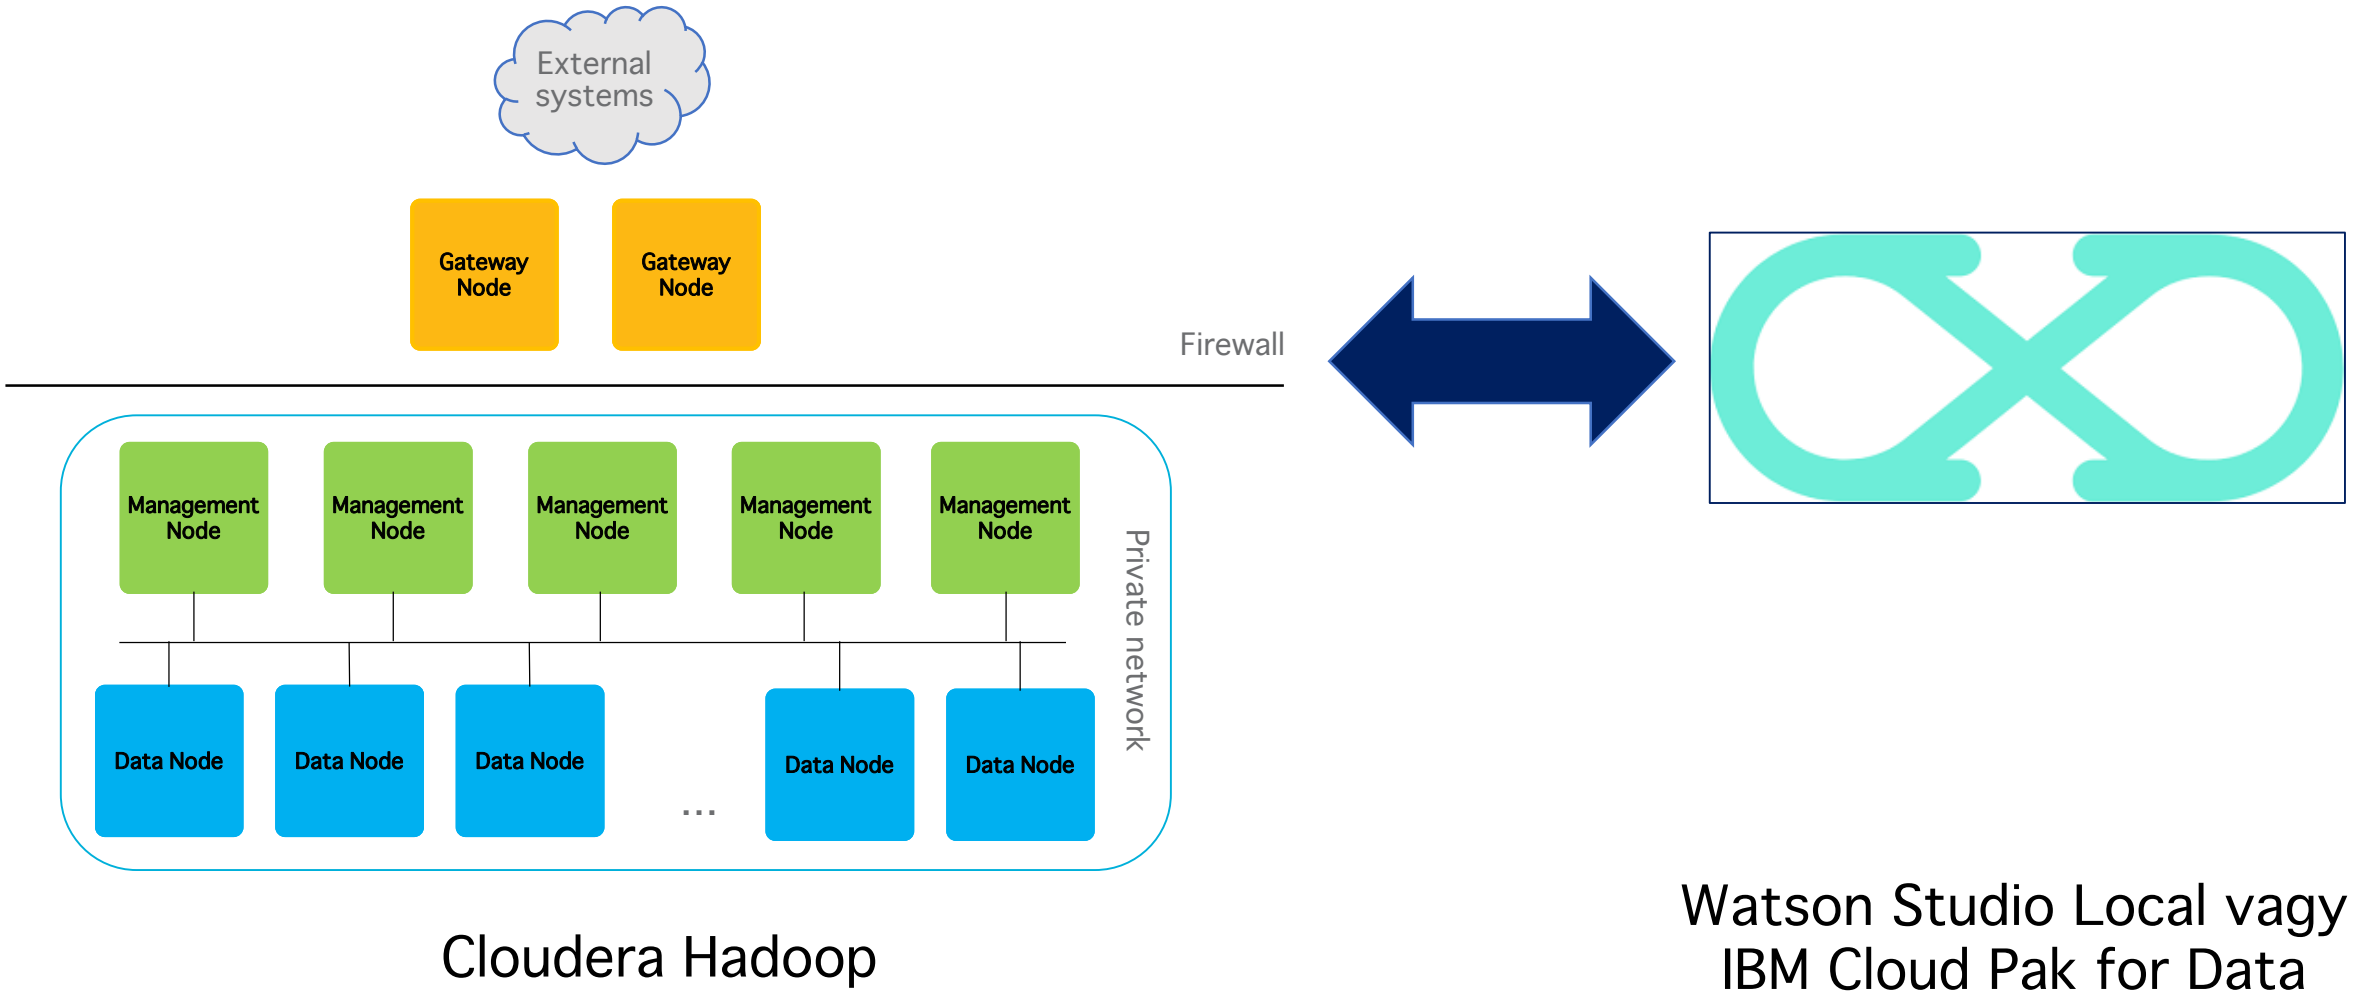 External
systems
Gateway
Node
Gateway
Node
Firewall
Management
Node
Management
Node
Management
Node
Management
Node
Management
Node
Private network
Data Node
Data Node
Data Node
...
Data Node
Data Node
Cloudera Hadoop
Watson Studio Local vagy
IBM Cloud Pak for Data